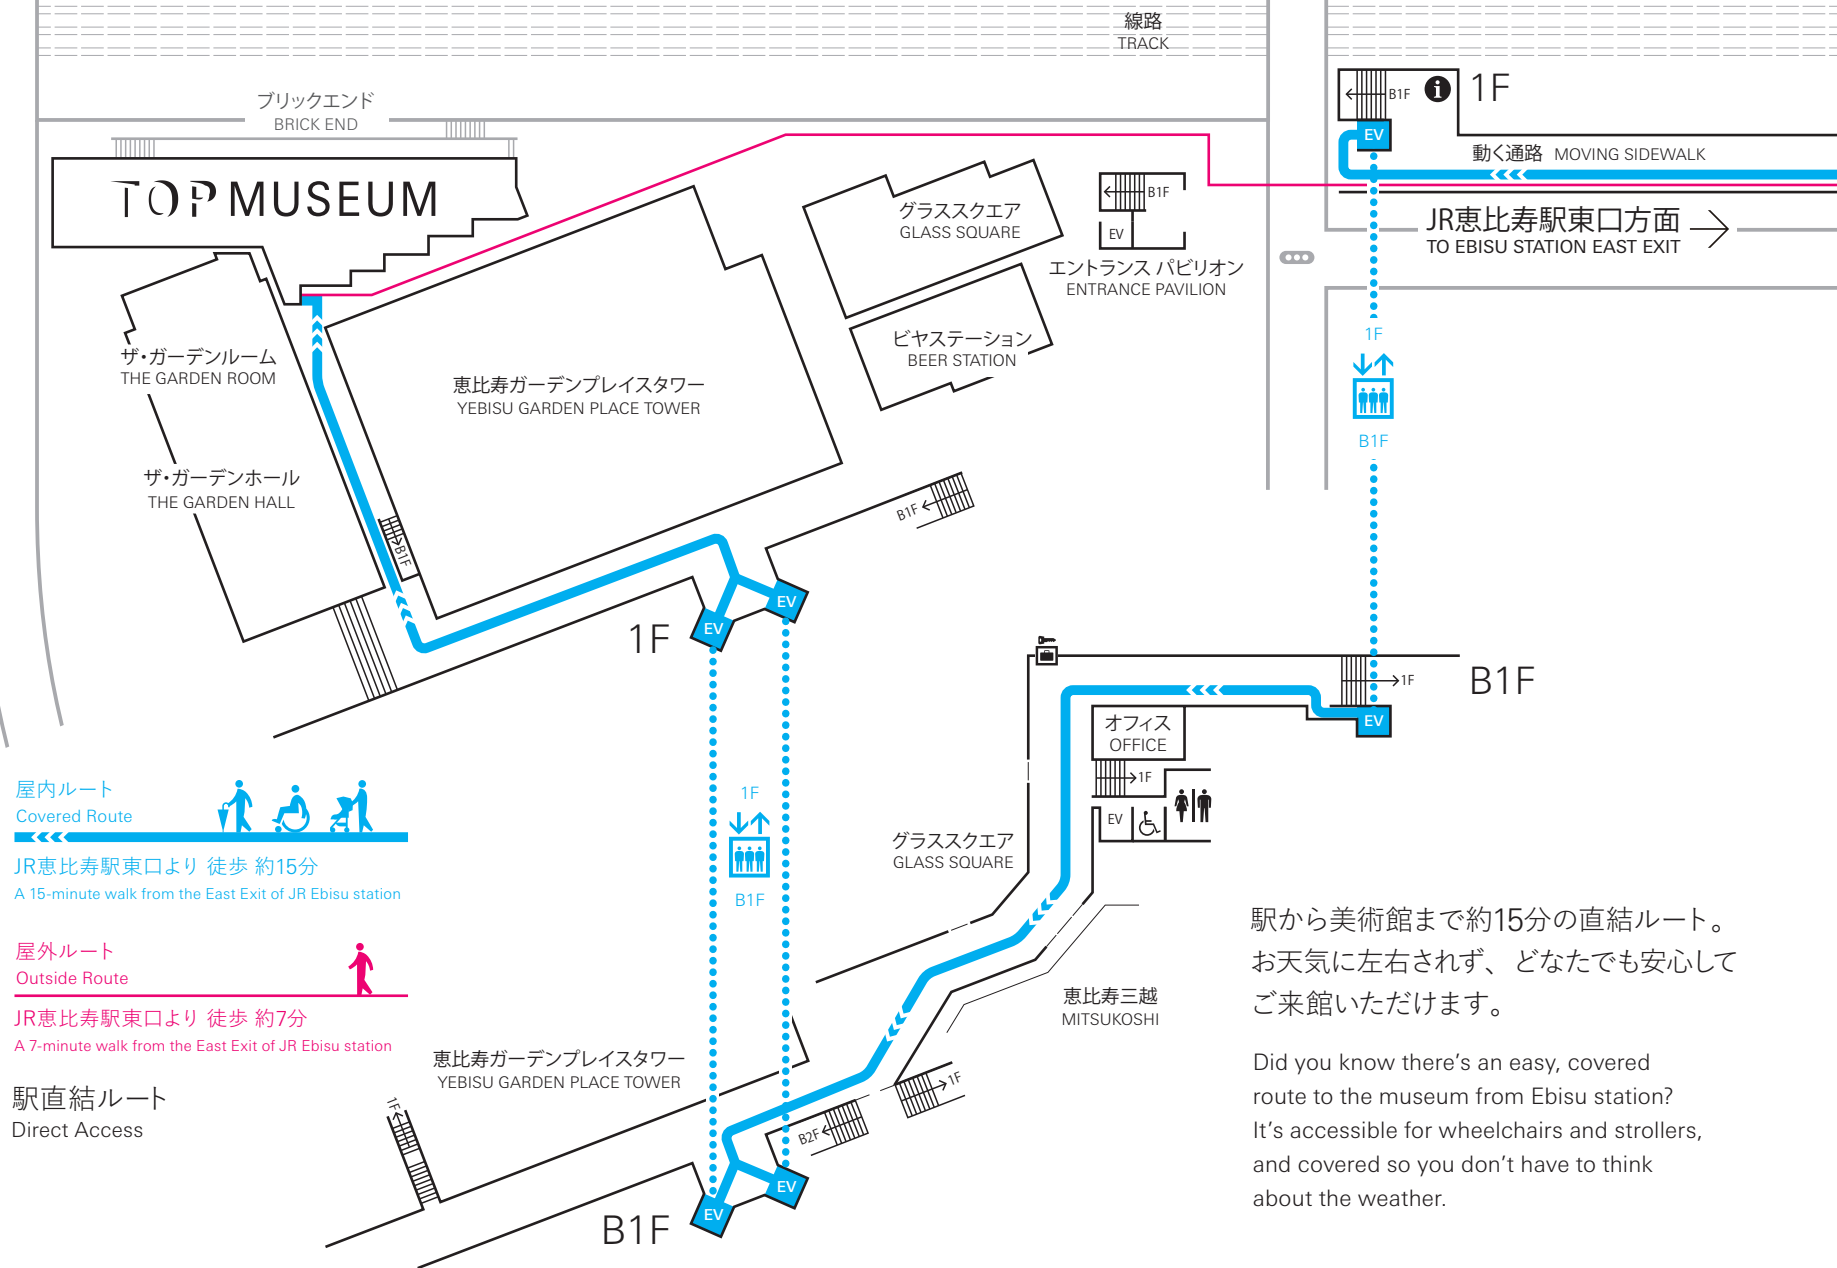 線路
TRACK
ブリックエンド
BRICK END
TOP MUSEUM
B1F
1F
EV
動く通路 MOVING SIDEWALK
JR恵比寿駅東口方面
TO EBISU STATION EAST EXIT
グラススクエア
GLASS SQUARE
B1F
EV
エントランス パビリオン
ENTRANCE PAVILION
ビヤステーション
BEER STATION
ザ・ガーデンルーム
THE GARDEN ROOM
恵比寿ガーデンプレイスタワー
YEBISU GARDEN PLACE TOWER
ザ・ガーデンホール
THE GARDEN HALL
1F
B1F
B1F
B1F
EV
EV
1F
1F
B1F
EV
オフィス
OFFICE
1F
EV
1F
B1F
グラススクエア
GLASS SQUARE
恵比寿三越
MITSUKOSHI
恵比寿ガーデンプレイスタワー
YEBISU GARDEN PLACE TOWER
1F
1F
B2F
EV
EV
B1F
屋内ルート
Covered Route
JR恵比寿駅東口より 徒歩 約15分
A 15-minute walk from the East Exit of JR Ebisu station
屋外ルート
Outside Route
JR恵比寿駅東口より 徒歩 約7分
A 7-minute walk from the East Exit of JR Ebisu station
駅直結ルート
Direct Access
駅から美術館まで約15分の直結ルート。
お天気に左右されず、どなたでも安心して
ご来館いただけます。
Did you know there's an easy, covered
route to the museum from Ebisu station?
It's accessible for wheelchairs and strollers,
and covered so you don't have to think
about the weather.